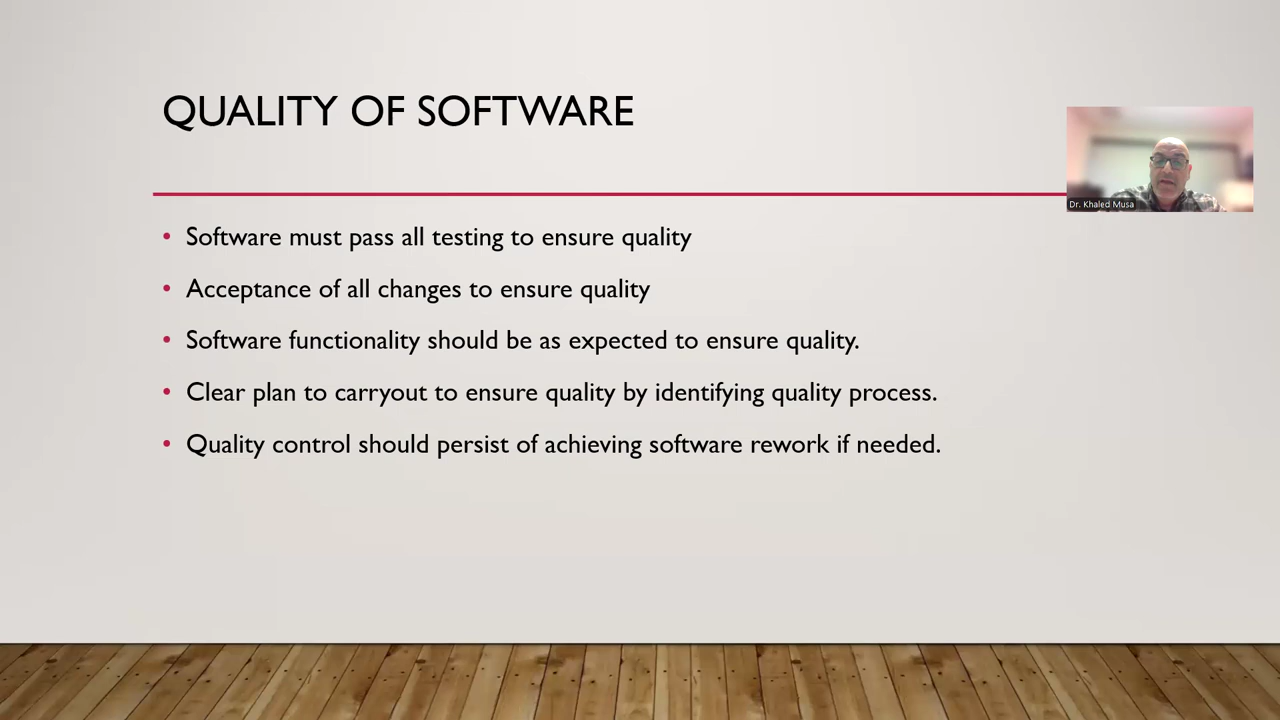 QUALITY OF SOFTWARE
Dr. Khaled Musa
Software must pass all testing to ensure quality
Acceptance of all changes to ensure quality
Software functionality should be as expected to ensure quality.
Clear plan to carryout to ensure quality by identifying quality process.
Quality control should persist of achieving software rework if needed.